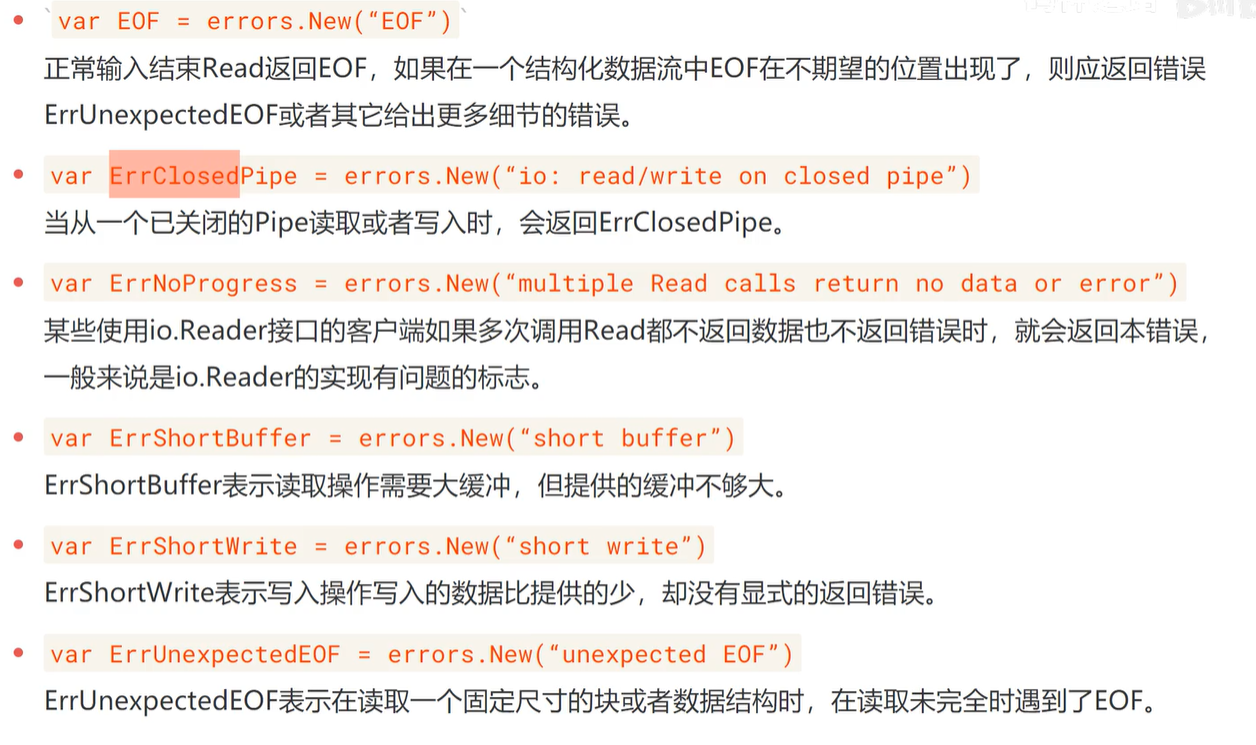 `var EOF = errors.New(“EOF”)`
正常输入结束Read返回EOF，如果在一个结构化数据流中EOF在不期望的位置出现了，则应返回错误
ErrUnexpectedEOF或者其它给出更多细节的错误。
var ErrClosedPipe = errors.New(“io: read/write on closed pipe”)
当从一个已关闭的Pipe读取或者写入时，会返回ErrClosedPipe。
var ErrNoProgress = errors.New(“multiple Read calls return no data or error”)
某些使用io.Reader接口的客户端如果多次调用Read都不返回数据也不返回错误时，就会返回本错误，
一般来说是io.Reader的实现有问题的标志。
var ErrShortBuffer = errors.New(“short buffer”)
ErrShortBuffer表示读取操作需要大缓冲，但提供的缓冲不够大。
var ErrShortWrite = errors.New(“short write”)
ErrShortWrite表示写入操作写入的数据比提供的少，却没有显式的返回错误。
var ErrUnexpectedEOF = errors.New(“unexpected EOF”)
ErrUnexpectedEOF表示在读取一个固定尺寸的块或者数据结构时，在读取未完全时遇到了EOF。